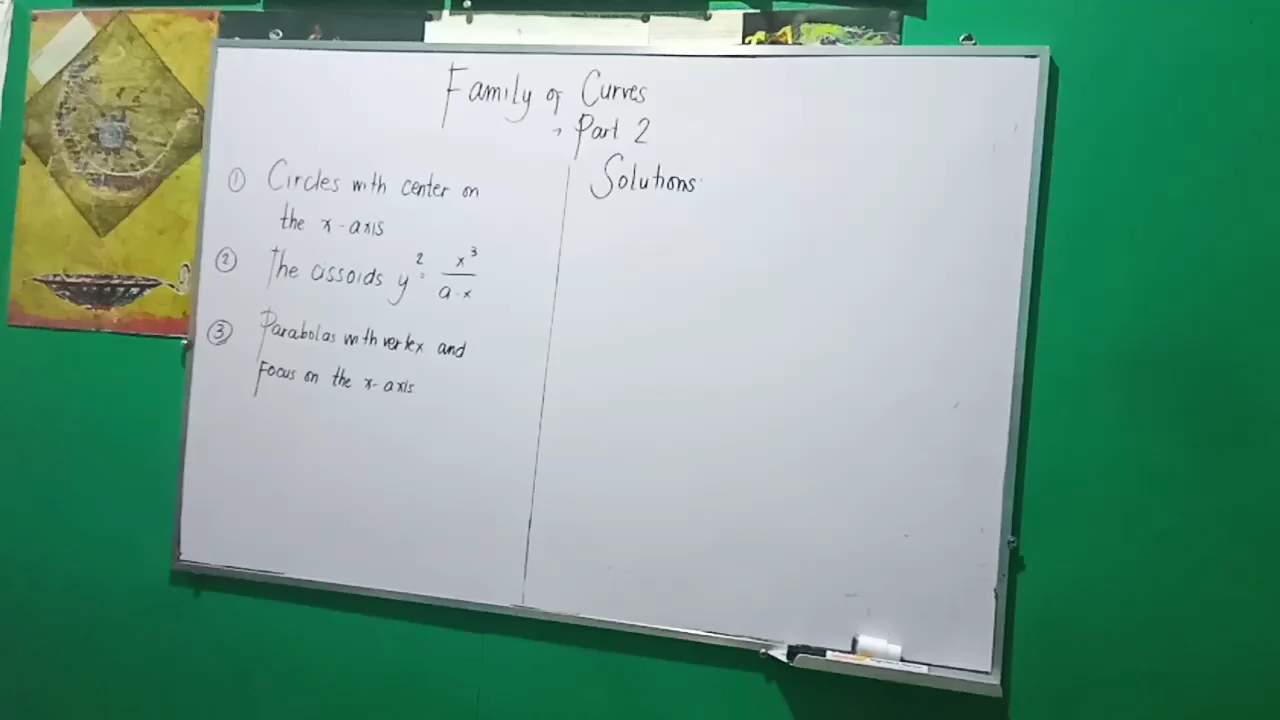 Family of Curves
, Part 2
① Circles with center on
the x-axis
② The cissoids y² = x³/a-x
③ Parabolas with vertex and
Focus on the x-axis
Solutions